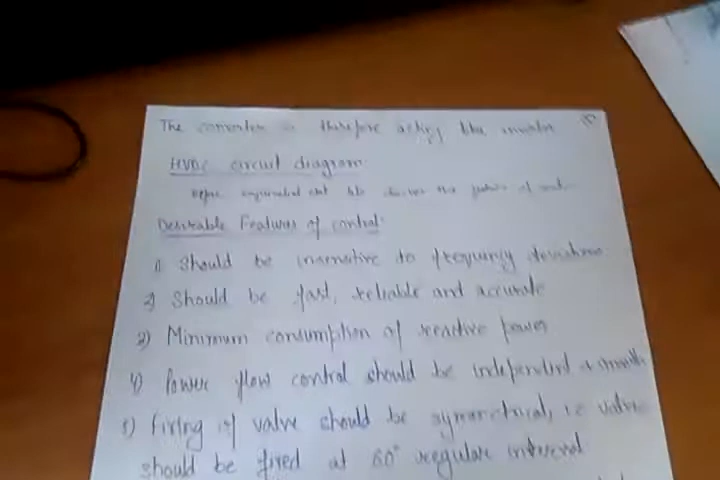 The converter is therefore acting like inverter
HVDC circuit diagram
Desireable Features of control:
1) Should be insensitive to frequency deviations
2) Should be fast, reliable and accurate
3) Minimum consumption of reactive power
4) Power flow control should be independent & smooth
5) Firing of valve should be symmetrical, i.e valve
should be fired at 60° regular interval